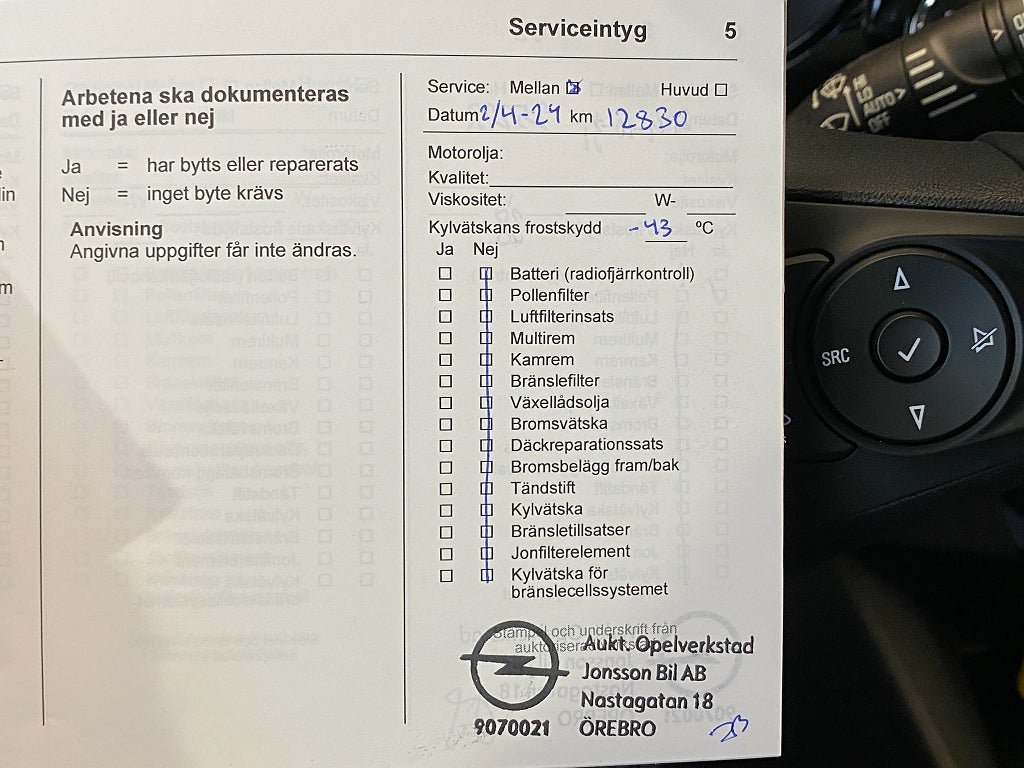 Serviceintyg 5
Arbetena ska dokumenteras
med ja eller nej
Ja = har bytts eller reparerats
Nej = inget byte krävs
Anvisning
Angivna uppgifter får inte ändras.
Service: Mellan Huvud
Datum 2/4-24 km 12830
Motorolja:
Kvalitet:
Viskositet: W-
Kylvätskans frostskydd -43 °C
Ja Nej
Batteri (radiofjärrkontroll)
Pollenfilter
Luftfilterinsats
Multirem
Kamrem
Bränslefilter
Växellådsolja
Bromsvätska
Däckreparationssats
Bromsbelägg fram/bak
Tändstift
Kylvätska
Bränsletillsatser
Jonfilterelement
Kylvätska för
bränslecellssystemet
Stämpel och underskrift från
Aukt. Opelverkstad
Jonsson Bil AB
Nastagatan 18
9070021 ÖREBRO
AUTO
OFF
SRC